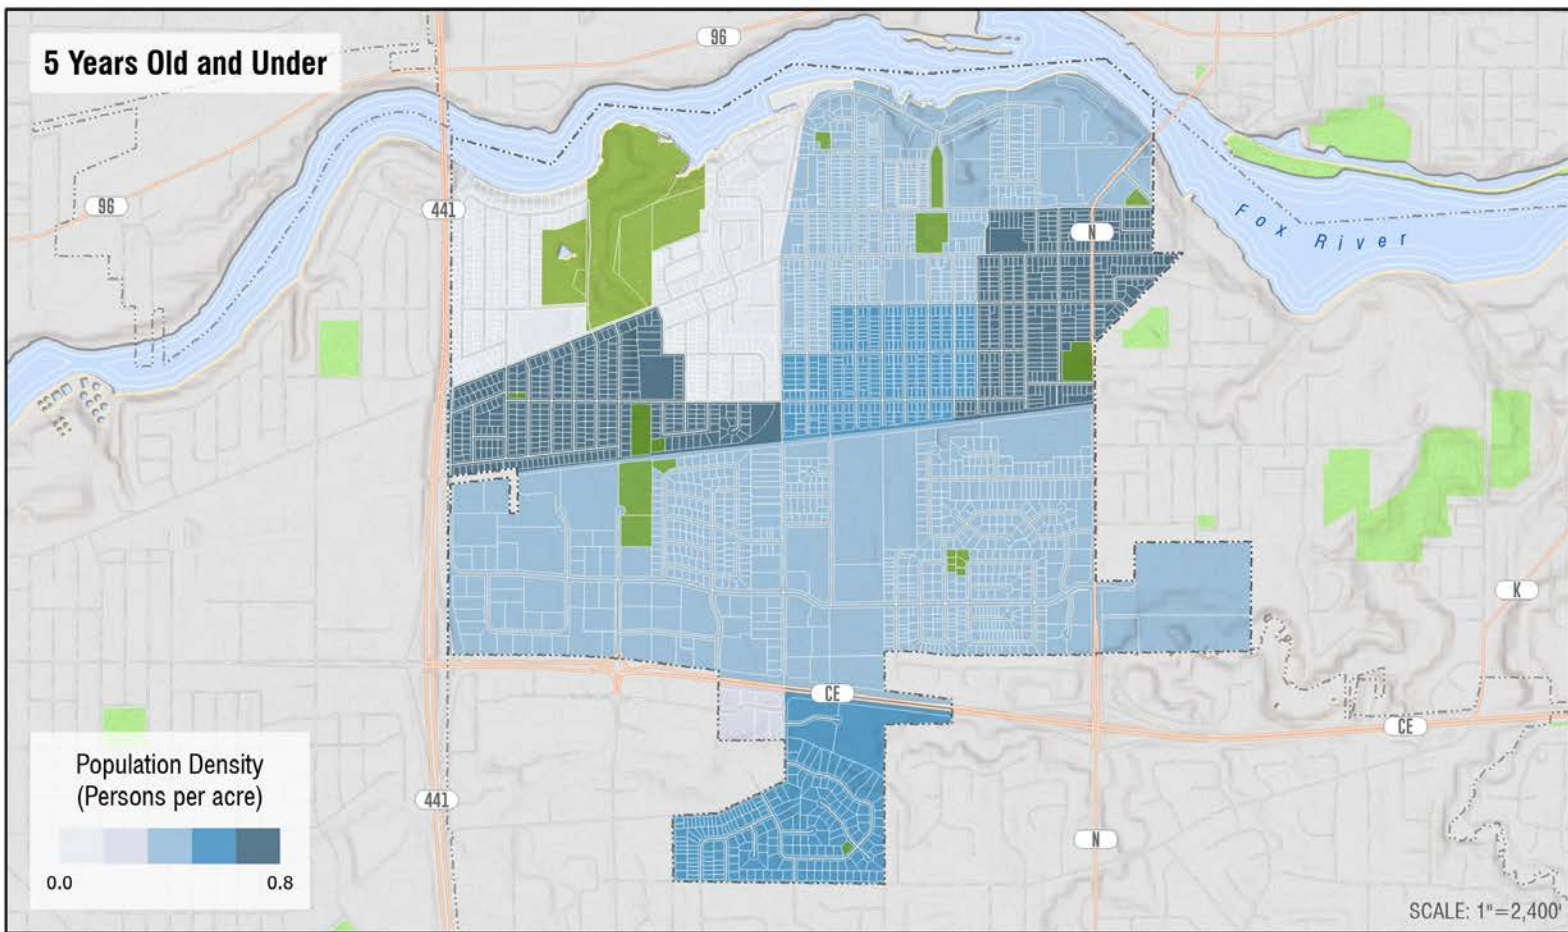 5 Years Old and Under
96
96
441
N
Fox River
K
CE
CE
441
N
Population Density
(Persons per acre)
0.0 0.8
SCALE: 1"=2,400'